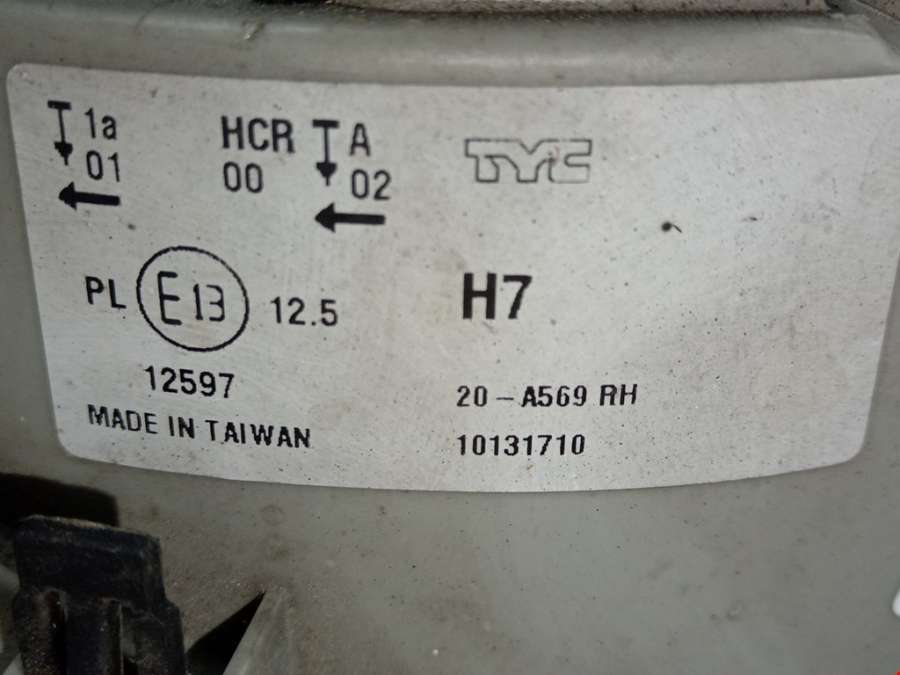 1a HCR A TYC
01 00 02
PL E13 12.5 H7
12597
20-A569 RH
MADE IN TAIWAN
10131710